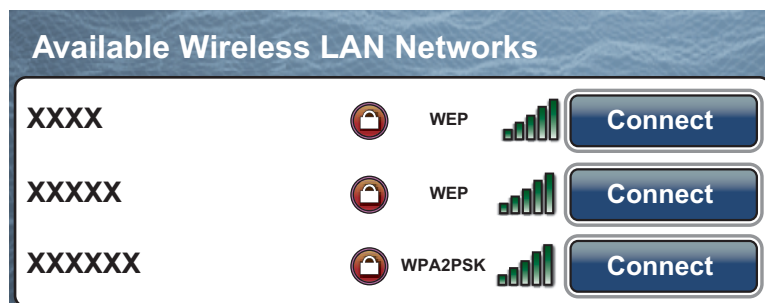 Available Wireless LAN Networks
XXXX WEP Connect
XXXXX WEP Connect
XXXXXX WPA2PSK Connect